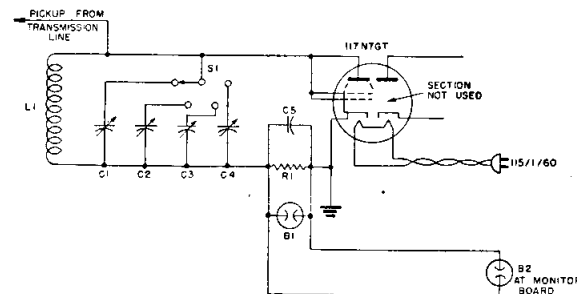 PICKUP FROM
TRANSMISSION
LINE
117N7GT
S1
L1
SECTION
NOT USED
C5
115/1/60
C1
C2
C3
C4
R1
B1
B2
AT MONITOR
BOARD